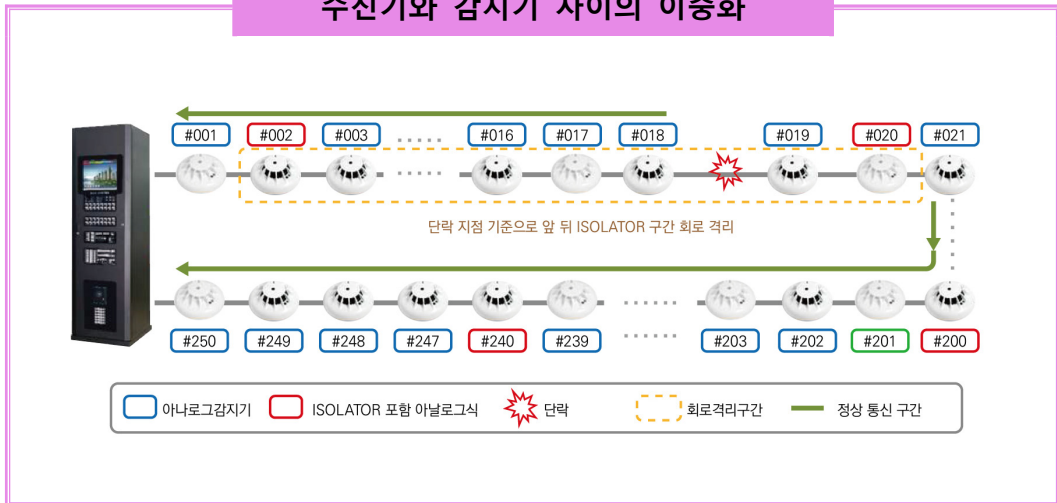 수신기와 감지기 사이의 이중화
#001 #002 #003 #016 #017 #018 #019 #020 #021
단락 지점 기준으로 앞 뒤 ISOLATOR 구간 회로 격리
#250 #249 #248 #247 #240 #239 #203 #202 #201 #200
아나로그감지기 ISOLATOR 포함 아날로그식 단락 회로격리구간 정상 통신 구간